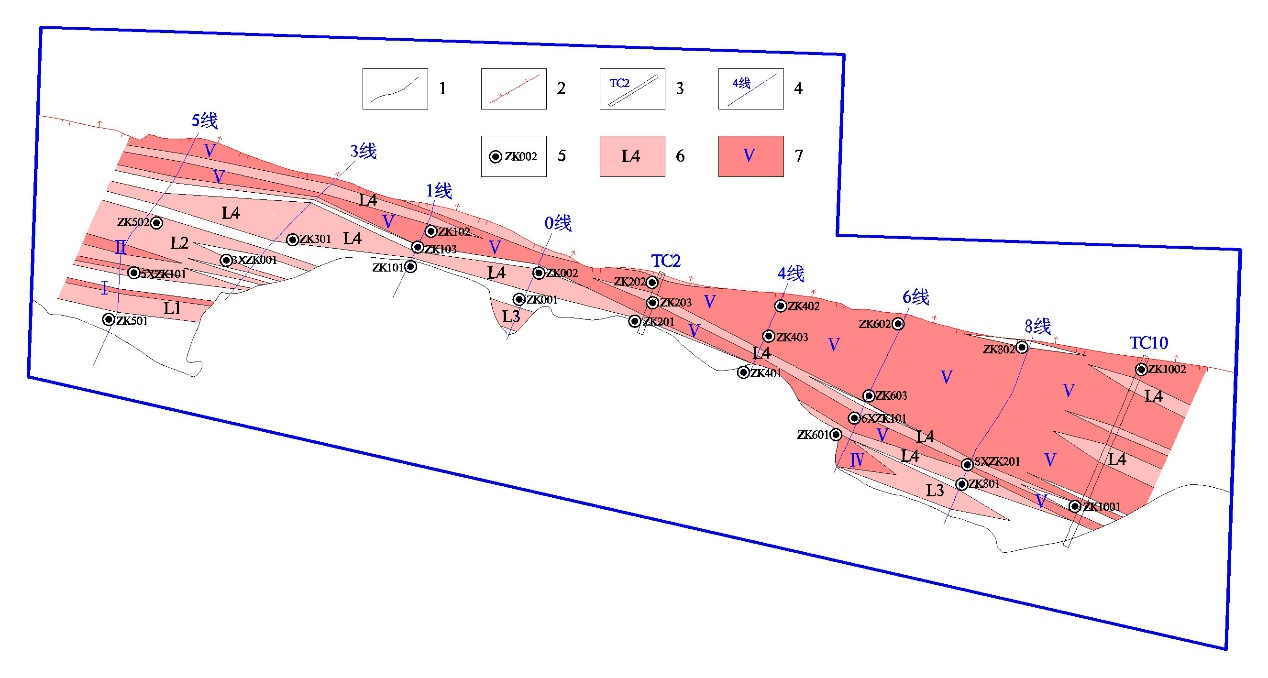 1
2
TC2 3
4线 4
ZK002 5
L4 6
V 7
5线
3线
1线
0线
TC2
4线
6线
8线
TC10
V
V
L4
L4
V
V
L4
L4
L2
L4
II
I
L1
L3
ZK502
ZK301
3XZK001
5XZK101
ZK501
ZK102
ZK103
ZK101
ZK002
ZK001
ZK202
ZK203
ZK201
V
V
L4
ZK402
ZK403
ZK401
V
V
V
ZK602
ZK603
6XZK101
ZK601
V
L4
L4
IV
L3
ZK802
8XZK201
ZK801
V
V
L4
L4
ZK1002
ZK1001